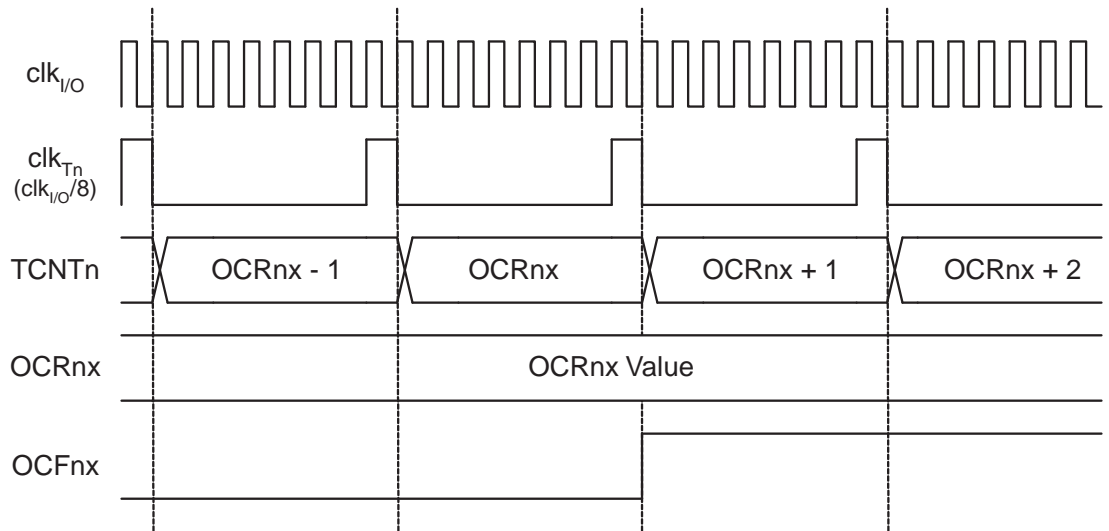 clkI/O
clkTn
(clkI/O/8)
TCNTn OCRnx - 1 OCRnx OCRnx + 1 OCRnx + 2
OCRnx OCRnx Value
OCFnx